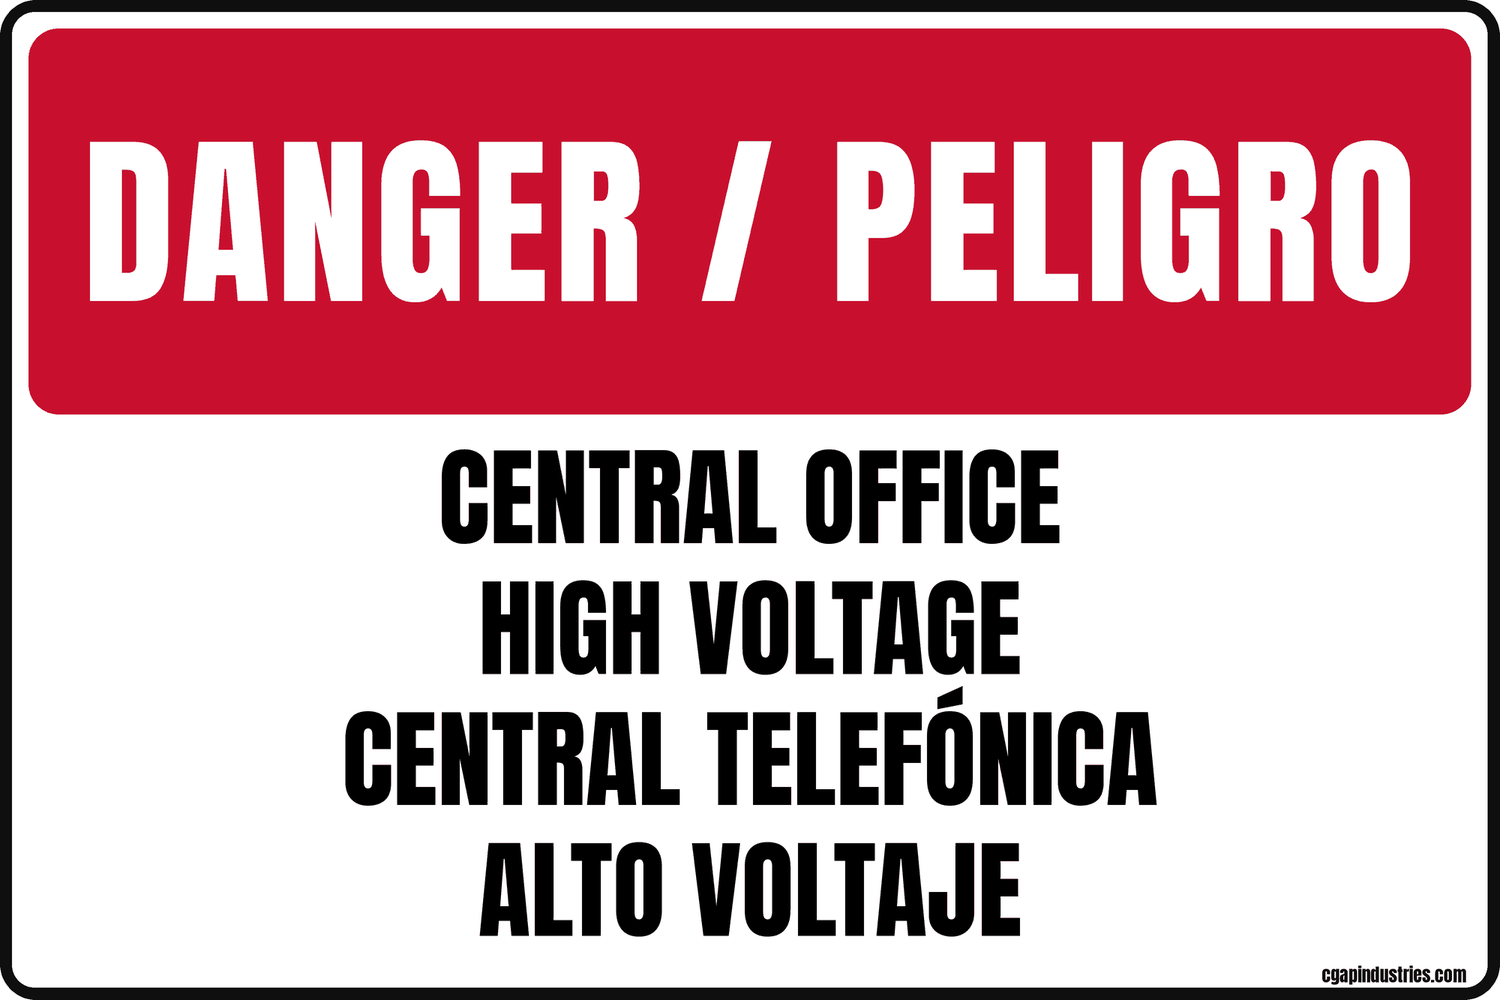 DANGER / PELIGRO
CENTRAL OFFICE
HIGH VOLTAGE
CENTRAL TELEFÓNICA
ALTO VOLTAJE
cgapindustries.com